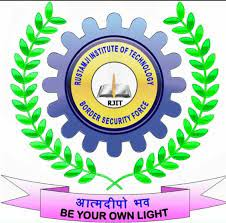 RUSTAMJI INSTITUTE OF TECHNOLOGY
RJIT
BORDER SECURITY FORCE
आत्मदीपो भव
BE YOUR OWN LIGHT